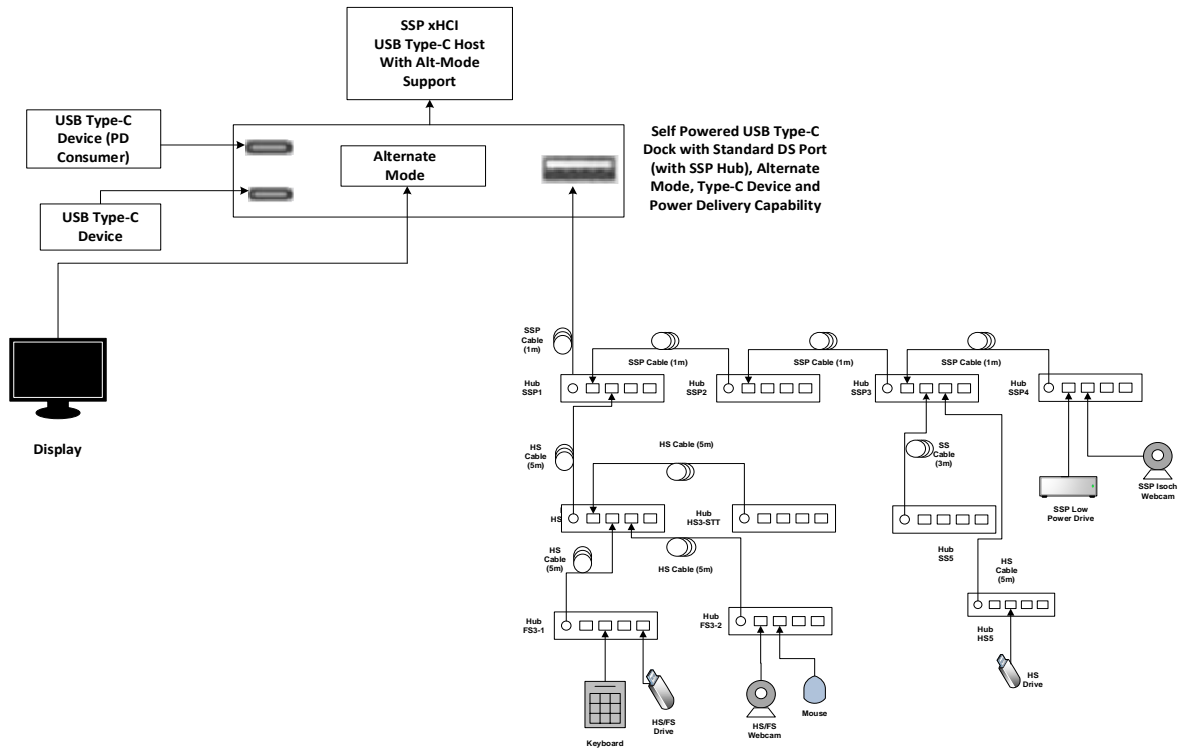 SSP xHCI
USB Type-C Host
With Alt-Mode
Support
USB Type-C
Device (PD
Consumer)
Alternate
Mode
Self Powered USB Type-C
Dock with Standard DS Port
(with SSP Hub), Alternate
Mode, Type-C Device and
Power Delivery Capability
USB Type-C
Device
Display
SSP
Cable
(1m)
SSP Cable (1m)
SSP Cable (1m)
SSP Cable (1m)
Hub
SSP1
Hub
SSP2
Hub
SSP3
Hub
SSP4
HS
Cable
(5m)
HS Cable (5m)
SS
Cable
(3m)
SSP Low
Power Drive
SSP Isoch
Webcam
HS
Hub
HS3-STT
Hub
SS5
HS
Cable
(5m)
HS Cable (5m)
HS
Cable
(5m)
Hub
FS3-1
Hub
FS3-2
Hub
HS5
Keyboard
HS/FS
Drive
HS/FS
Webcam
Mouse
HS
Drive